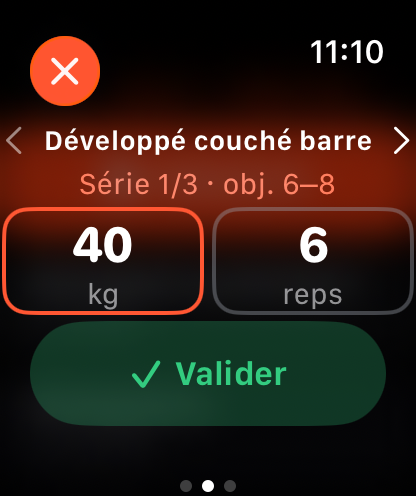 11:10
Développé couché barre
Série 1/3 · obj. 6–8
40
kg
6
reps
Valider